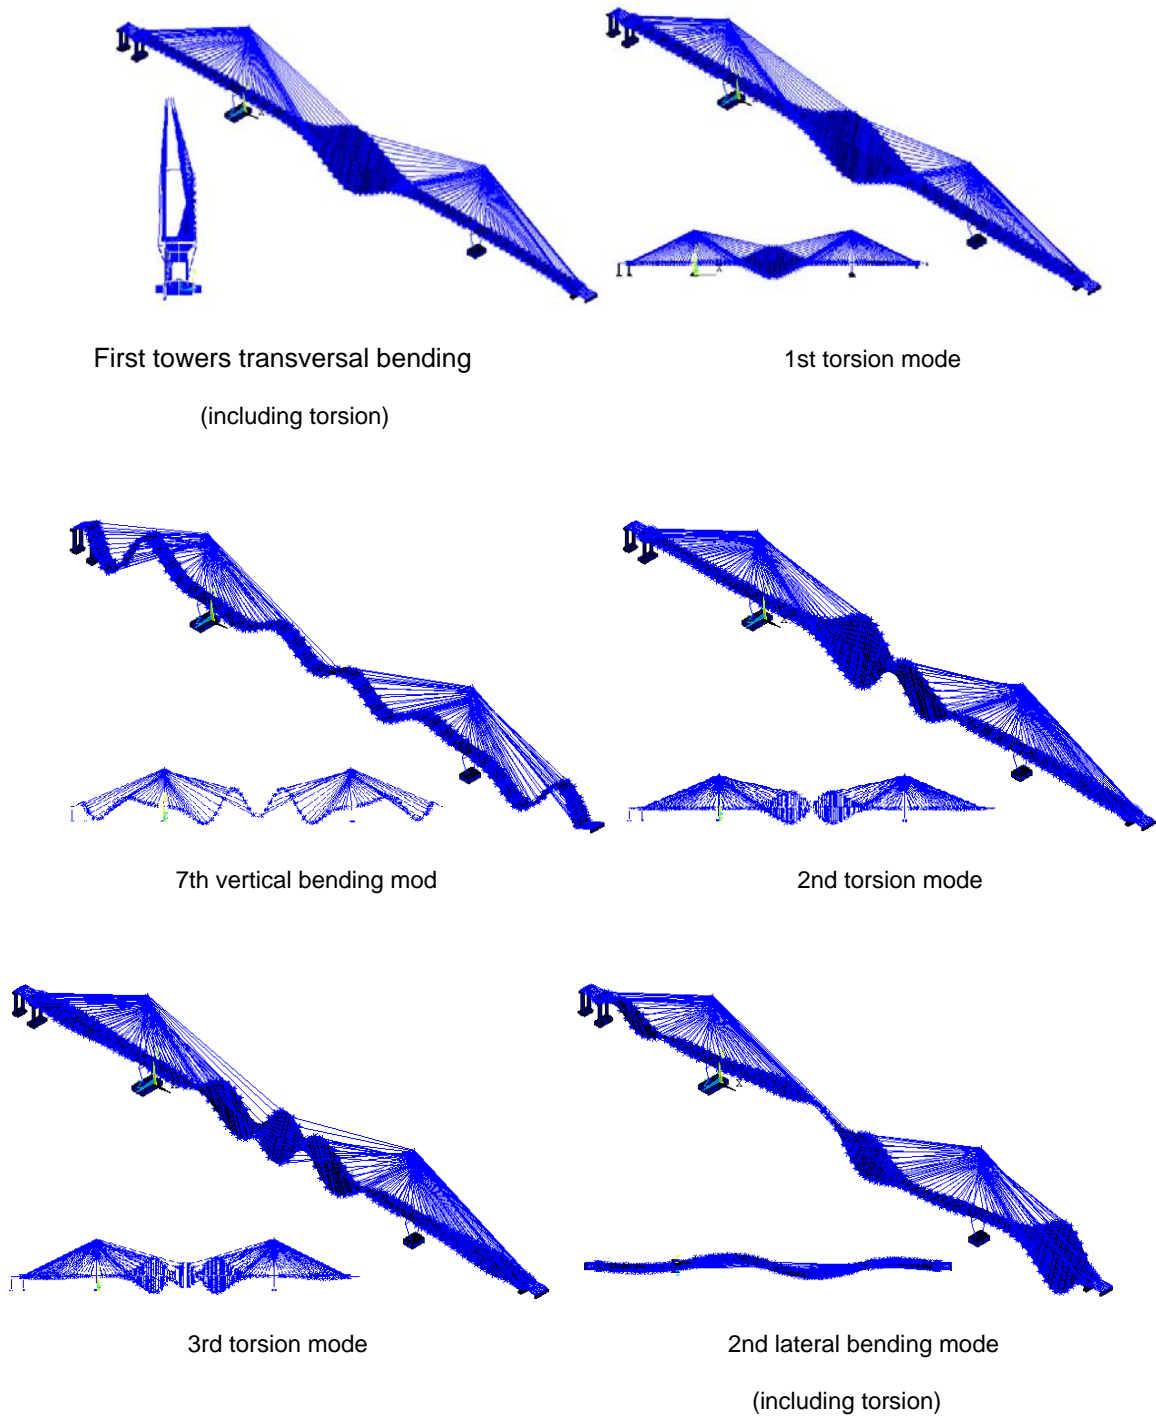 First towers transversal bending
1st torsion mode
(including torsion)
7th vertical bending mod
2nd torsion mode
3rd torsion mode
2nd lateral bending mode
(including torsion)